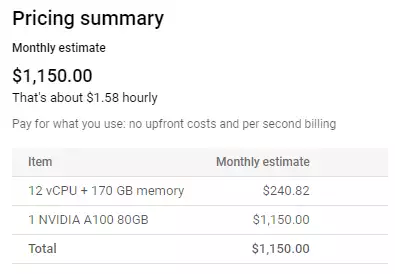 Pricing summary
Monthly estimate
$1,150.00
That's about $1.58 hourly
Pay for what you use: no upfront costs and per second billing
Item Monthly estimate
12 vCPU + 170 GB memory $240.82
1 NVIDIA A100 80GB $1,150.00
Total $1,150.00